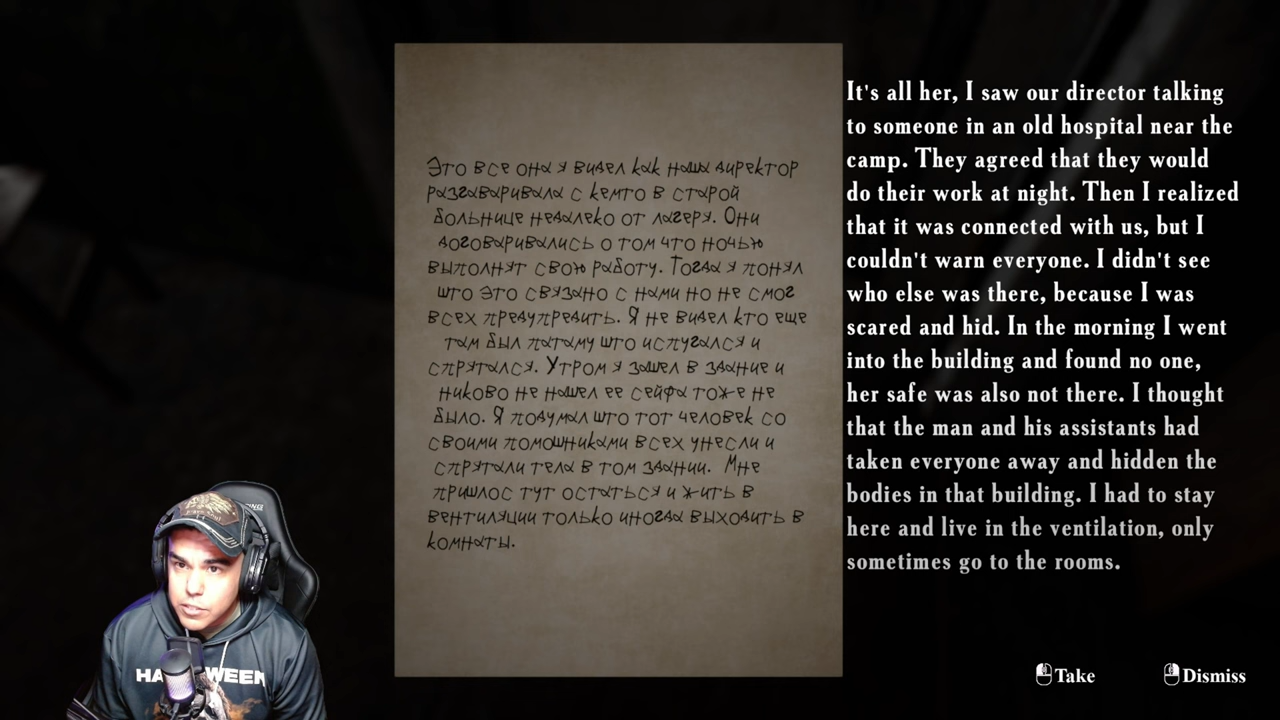 Это все она я видел как наша директор
разгаваривала с кемто в старой
больнице недалеко от лагеря. Они
договаривались о том что ночью
выполнят свою работу. Тогда я понял
што это связано с нами но не смог
всех предупредить. Я не видел кто еще
там был патаму што испугался и
спрятался. Утром я зашел в здание и
никово не нашел ее сейфа тоже не
было. Я подумал што тот человек со
своими помошниками всех унесли и
спрятали тела в том здании. Мне
пришлос тут остаться и жить в
вентиляции только иногда выходить в
комнаты.
It's all her, I saw our director talking
to someone in an old hospital near the
camp. They agreed that they would
do their work at night. Then I realized
that it was connected with us, but I
couldn't warn everyone. I didn't see
who else was there, because I was
scared and hid. In the morning I went
into the building and found no one,
her safe was also not there. I thought
that the man and his assistants had
taken everyone away and hidden the
bodies in that building. I had to stay
here and live in the ventilation, only
sometimes go to the rooms.
Take
Dismiss